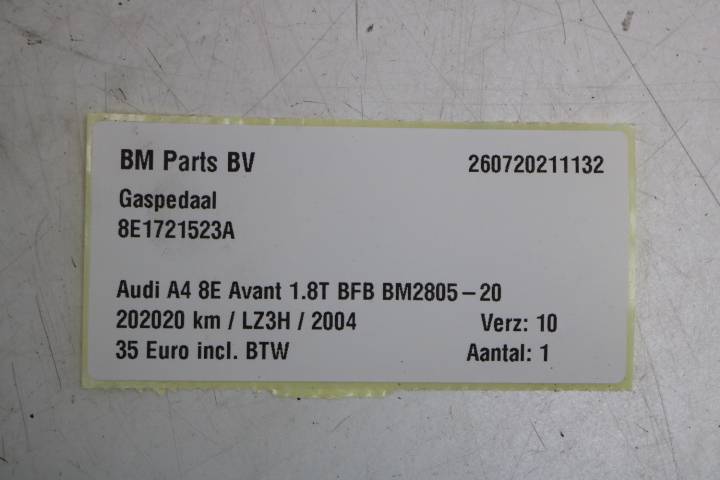 BM Parts BV 260720211132
Gaspedaal
8E1721523A
Audi A4 8E Avant 1.8T BFB BM2805-20
202020 km / LZ3H / 2004 Verz: 10
35 Euro incl. BTW Aantal: 1